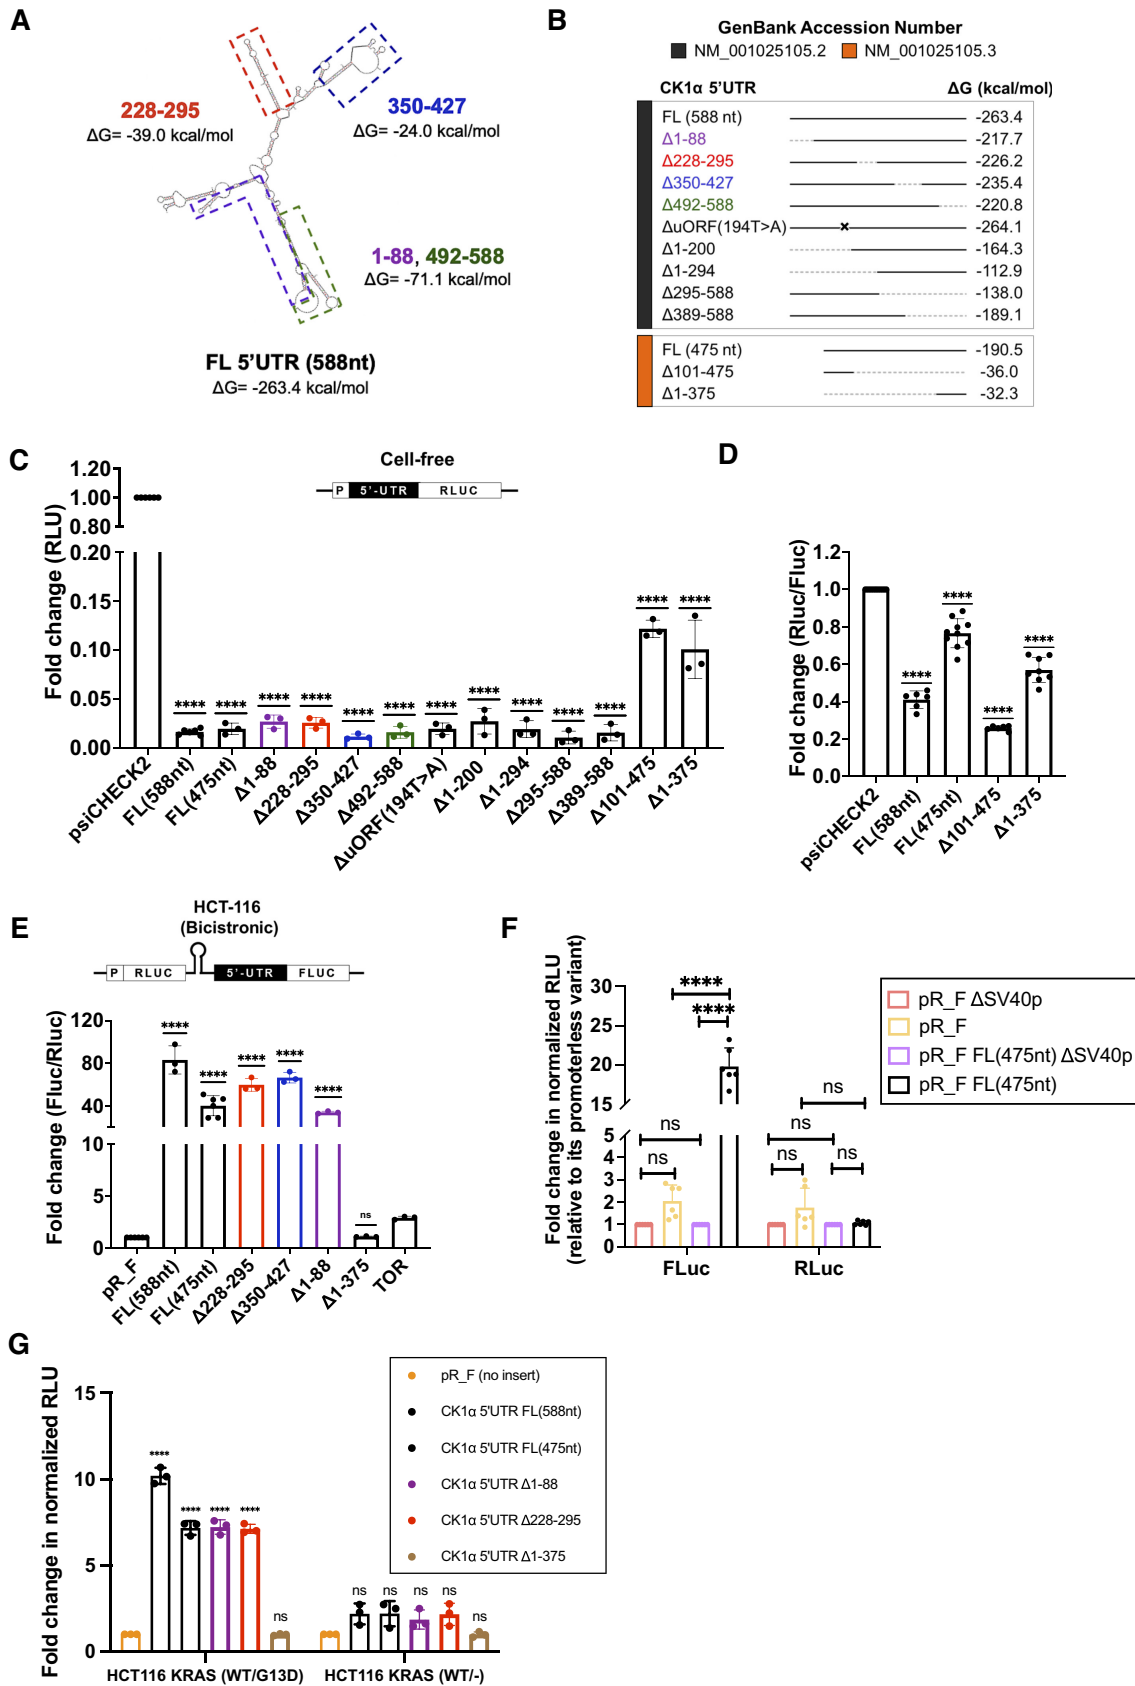 A
228-295
ΔG= -39.0 kcal/mol
350-427
ΔG= -24.0 kcal/mol
1-88, 492-588
ΔG= -71.1 kcal/mol
FL 5'UTR (588nt)
ΔG= -263.4 kcal/mol
B
GenBank Accession Number
NM_001025105.2 NM_001025105.3
CK1α 5'UTR ΔG (kcal/mol)
FL (588 nt) -263.4
Δ1-88 -217.7
Δ228-295 -226.2
Δ350-427 -235.4
Δ492-588 -220.8
ΔuORF(194T>A) -264.1
Δ1-200 -164.3
Δ1-294 -112.9
Δ295-588 -138.0
Δ389-588 -189.1
FL (475 nt) -190.5
Δ101-475 -36.0
Δ1-375 -32.3
C
Cell-free
P 5'-UTR RLUC
Fold change (RLU)
1.20
1.00
0.80
0.20
0.15
0.10
0.05
0.00
**** **** **** **** **** **** **** **** **** **** **** **** ****
psiCHECK2 FL(588nt) FL(475nt) Δ1-88 Δ228-295 Δ350-427 Δ492-588 ΔuORF(194T>A) Δ1-200 Δ1-294 Δ295-588 Δ389-588 Δ101-475 Δ1-375
D
Fold change (Rluc/Fluc)
1.2
1.0
0.8
0.6
0.4
0.2
0.0
**** **** **** ****
psiCHECK2 FL(588nt) FL(475nt) Δ101-475 Δ1-375
E
HCT-116
(Bicistronic)
P RLUC 5'-UTR FLUC
Fold change (Fluc/Rluc)
120
80
40
10
5
0
**** **** **** **** **** ns
pR_F FL(588nt) FL(475nt) Δ228-295 Δ350-427 Δ1-88 Δ1-375 TOR
F
Fold change in normalized RLU
(relative to its promoterless variant)
30
25
20
15
5
4
3
2
1
0
****
****
ns
ns
ns
ns
ns ns
FLuc RLuc
pR_F ΔSV40p
pR_F
pR_F FL(475nt) ΔSV40p
pR_F FL(475nt)
G
Fold change in normalized RLU
15
10
5
0
**** **** **** **** ns
ns ns ns ns ns
HCT116 KRAS (WT/G13D) HCT116 KRAS (WT/-)
pR_F (no insert)
CK1α 5'UTR FL(588nt)
CK1α 5'UTR FL(475nt)
CK1α 5'UTR Δ1-88
CK1α 5'UTR Δ228-295
CK1α 5'UTR Δ1-375